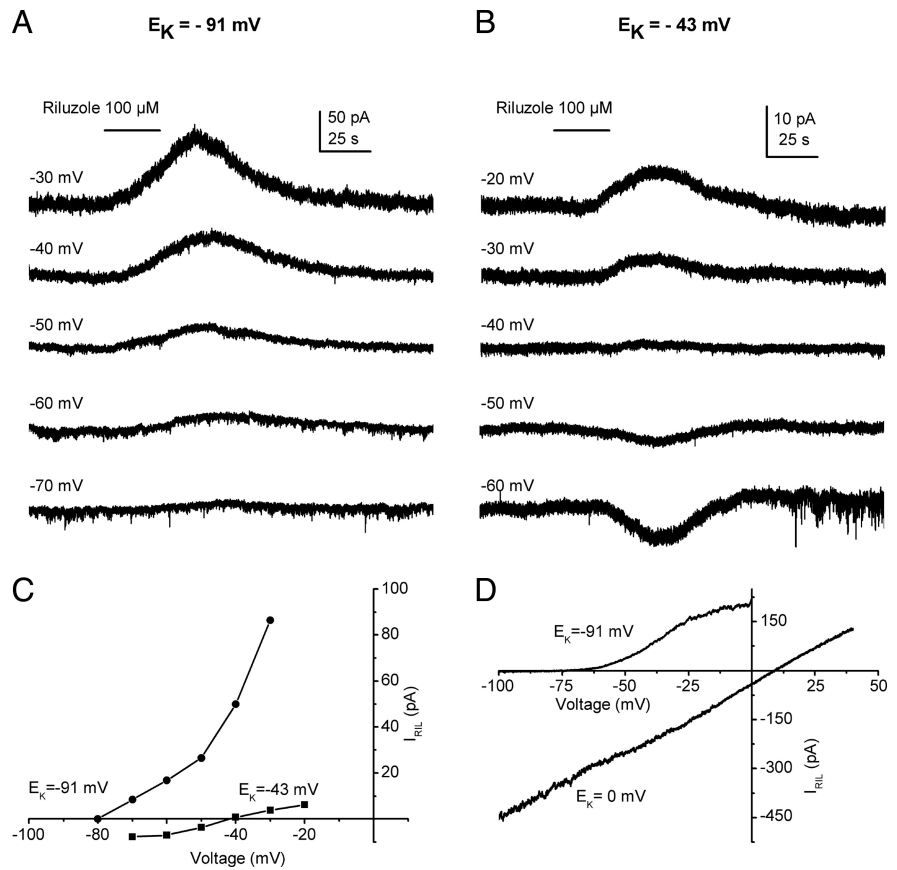 A
E_K = - 91 mV
Riluzole 100 µM
50 pA
25 s
-30 mV
-40 mV
-50 mV
-60 mV
-70 mV
B
E_K = - 43 mV
Riluzole 100 µM
10 pA
25 s
-20 mV
-30 mV
-40 mV
-50 mV
-60 mV
C
100
80
60
40
20
I_RIL (pA)
E_K=-91 mV
E_K=-43 mV
-100 -80 -60 -40 -20
Voltage (mV)
D
150
E_K=-91 mV
-100 -75 -50 -25 25 50
Voltage (mV)
-150
-300
-450
I_RIL (pA)
E_K= 0 mV